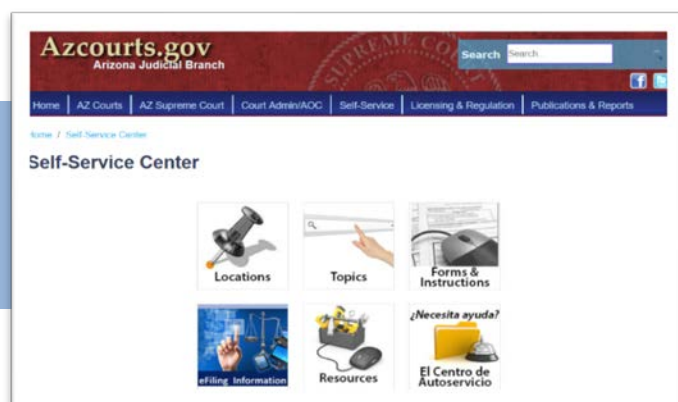 Azcourts.gov
Arizona Judicial Branch
SUPREME COURT
Search Search
Home AZ Courts AZ Supreme Court Court Admin/AOC Self-Service Licensing & Regulation Publications & Reports
Home / Self Service Center
Self-Service Center
Locations
Topics
Forms &
Instructions
eFiling Information
Resources
¿Necesita ayuda?
El Centro de
Autoservicio